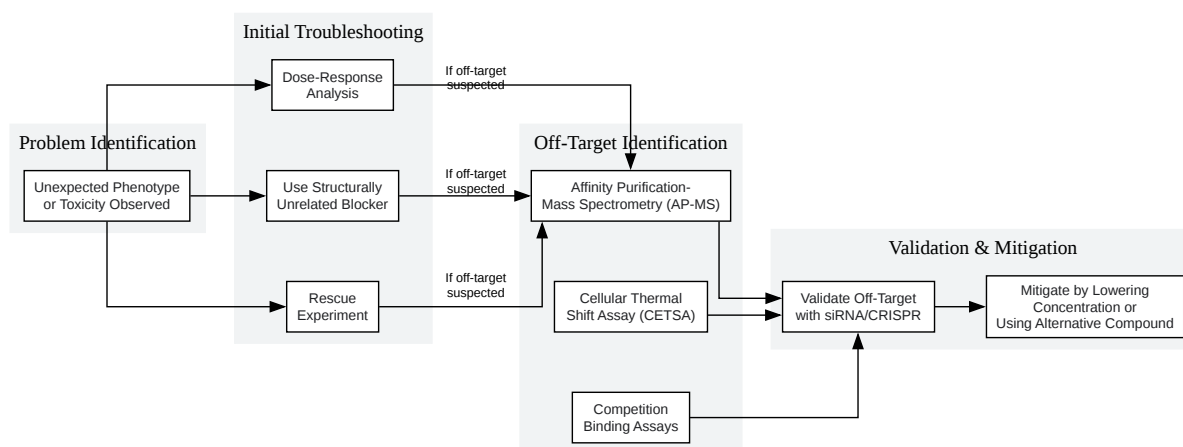 Initial Troubleshooting
Dose-Response
Analysis
If off-target
suspected
Problem Identification
Unexpected Phenotype
or Toxicity Observed
Use Structurally
Unrelated Blocker
If off-target
suspected
Rescue
Experiment
If off-target
suspected
Off-Target Identification
Affinity Purification-
Mass Spectrometry (AP-MS)
Cellular Thermal
Shift Assay (CETSA)
Competition
Binding Assays
Validation & Mitigation
Validate Off-Target
with siRNA/CRISPR
Mitigate by Lowering
Concentration or
Using Alternative Compound